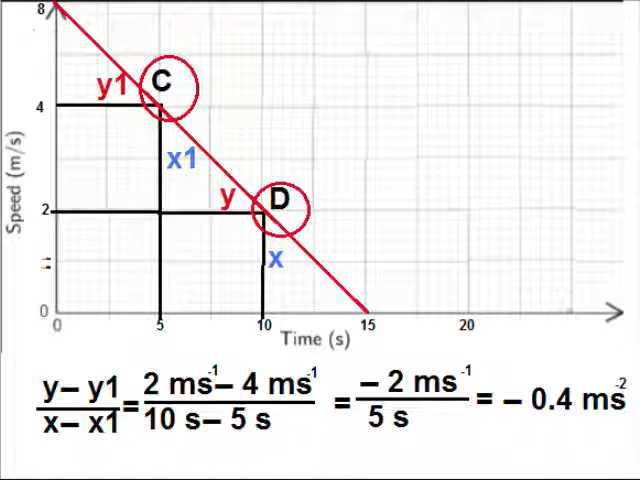 8
y1 C
4
x1
y D
2
x
0
0 5 10 15 20
Speed (m/s)
Time (s)
y– y1 / x– x1 = 2 ms⁻¹– 4 ms⁻¹ / 10 s– 5 s = – 2 ms⁻¹ / 5 s = – 0.4 ms⁻²